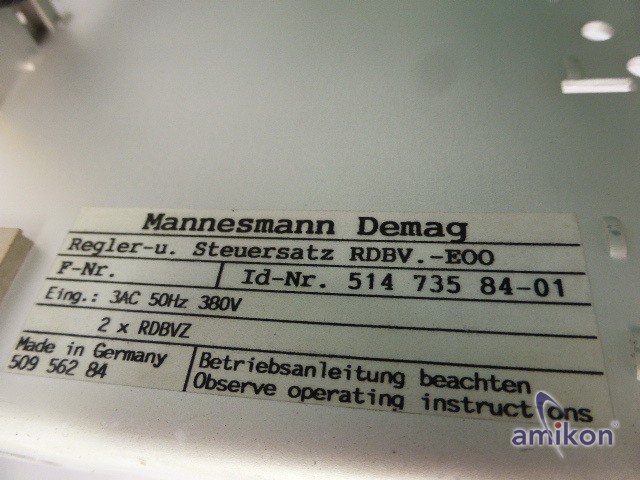 Mannesmann Demag
Regler-u. Steuersatz RDBV.-E00
F-Nr.
Id-Nr. 514 735 84-01
Eing.: 3AC 50Hz 380V
2 x RDBVZ
Made in Germany
509 562 84
Betriebsanleitung beachten
Observe operating instructions
amikon